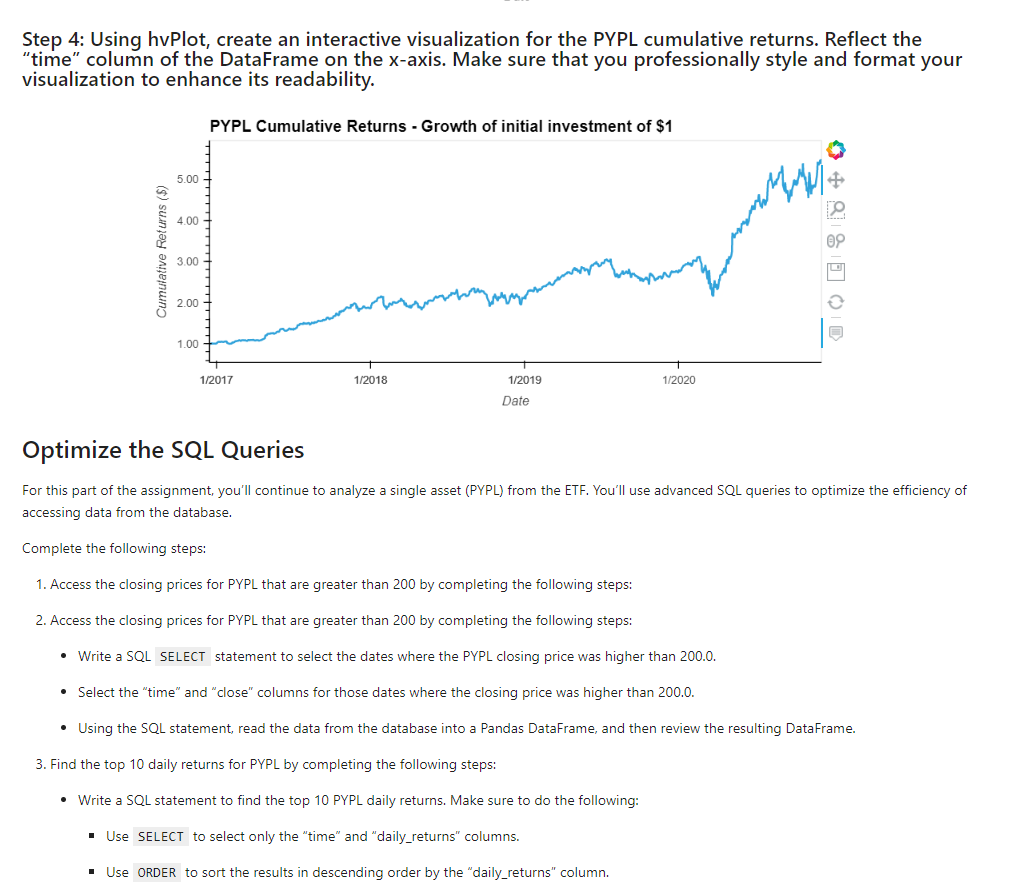 Step 4: Using hvPlot, create an interactive visualization for the PYPL cumulative returns. Reflect the
“time” column of the DataFrame on the x-axis. Make sure that you professionally style and format your
visualization to enhance its readability.
PYPL Cumulative Returns - Growth of initial investment of $1
Cumulative Returns ($)
5.00
4.00
3.00
2.00
1.00
1/2017
1/2018
1/2019
1/2020
Date
Optimize the SQL Queries
For this part of the assignment, you’ll continue to analyze a single asset (PYPL) from the ETF. You’ll use advanced SQL queries to optimize the efficiency of
accessing data from the database.
Complete the following steps:
1. Access the closing prices for PYPL that are greater than 200 by completing the following steps:
2. Access the closing prices for PYPL that are greater than 200 by completing the following steps:
• Write a SQL SELECT statement to select the dates where the PYPL closing price was higher than 200.0.
• Select the “time” and “close” columns for those dates where the closing price was higher than 200.0.
• Using the SQL statement, read the data from the database into a Pandas DataFrame, and then review the resulting DataFrame.
3. Find the top 10 daily returns for PYPL by completing the following steps:
• Write a SQL statement to find the top 10 PYPL daily returns. Make sure to do the following:
▪ Use SELECT to select only the “time” and “daily_returns” columns.
▪ Use ORDER to sort the results in descending order by the “daily_returns” column.